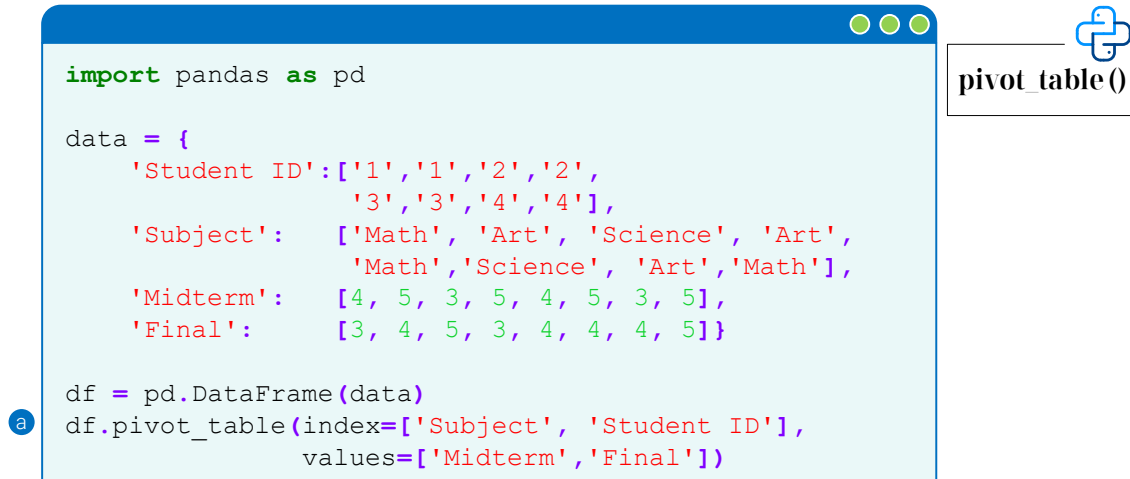 import pandas as pd
pivot_table()
data = {
    'Student ID':['1','1','2','2',
                  '3','3','4','4'],
    'Subject':   ['Math', 'Art', 'Science', 'Art',
                  'Math','Science', 'Art','Math'],
    'Midterm':   [4, 5, 3, 5, 4, 5, 3, 5],
    'Final':     [3, 4, 5, 3, 4, 4, 4, 5]}
df = pd.DataFrame(data)
a df.pivot_table(index=['Subject', 'Student ID'],
               values=['Midterm','Final'])